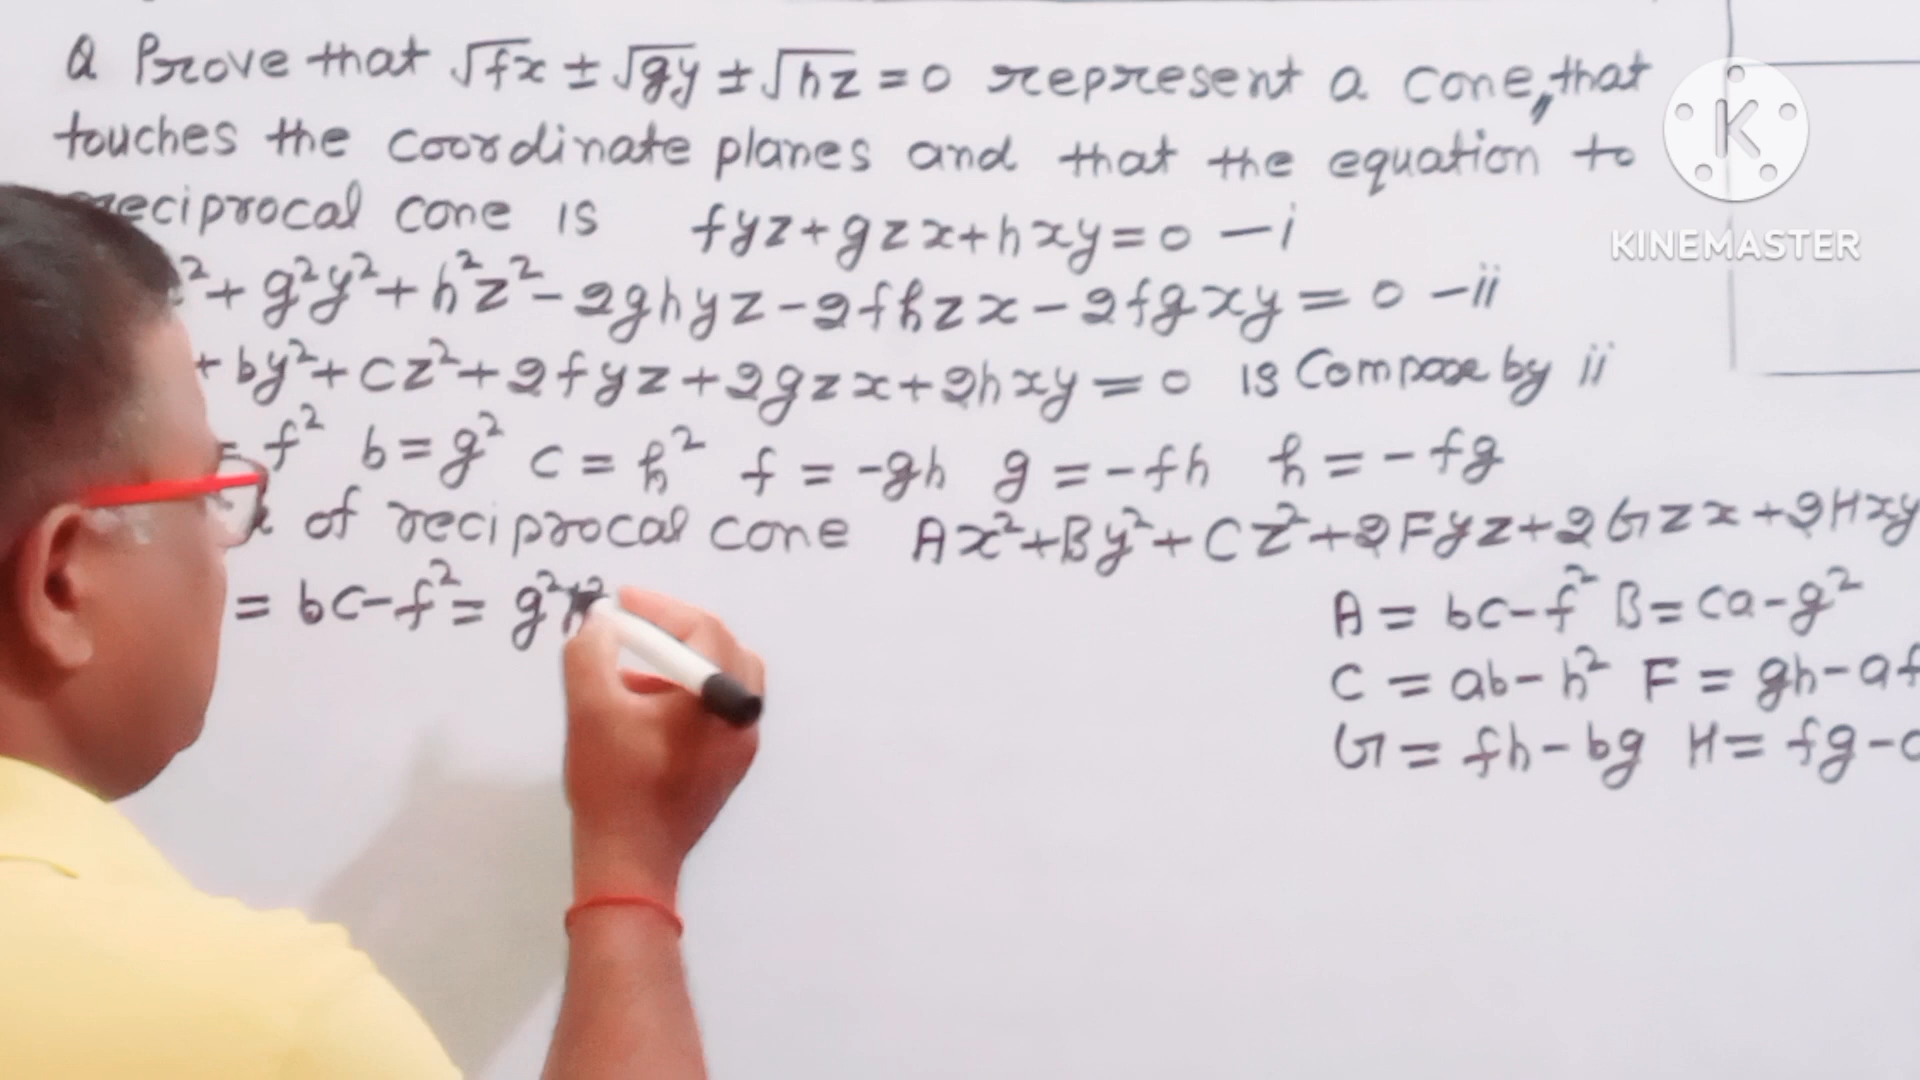 Q Prove that √fx ± √gy ± √hz = 0 represent a cone, that
touches the coordinate planes and that the equation to
reciprocal cone is fyz + gzx + hxy = 0 - i
² + g²y² + h²z² - 2ghyz - 2fhzx - 2fgxy = 0 - ii
+ by² + cz² + 2fyz + 2gzx + 2hxy = 0 is by ii
= f² b = g² c = h² f = -gh g = -fh h = -fg
of reciprocal cone Ax² + By² + Cz² + 2Fyz + 2Gzx + 2Hxy
= bc - f² = g²h²
A = bc - f² B = ca - g²
C = ab - h² F = gh - af
G = fh - bg H = fg -
K
KINEMASTER